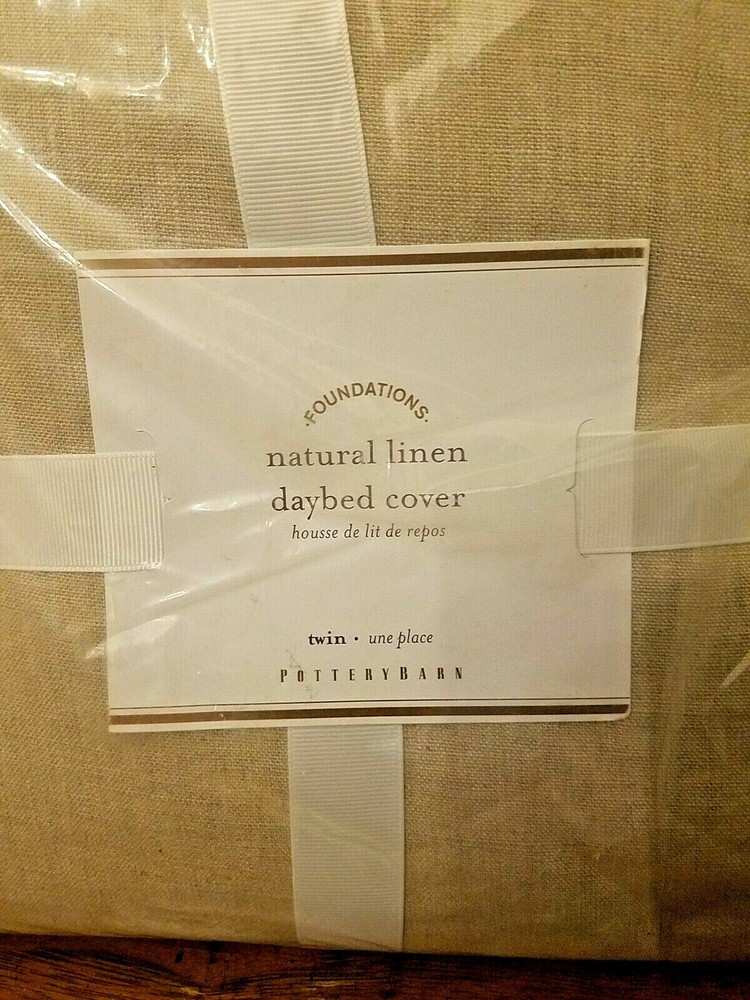 ·FOUNDATIONS·
natural linen
daybed cover
housse de lit de repos
twin · une place
POTTERYBARN